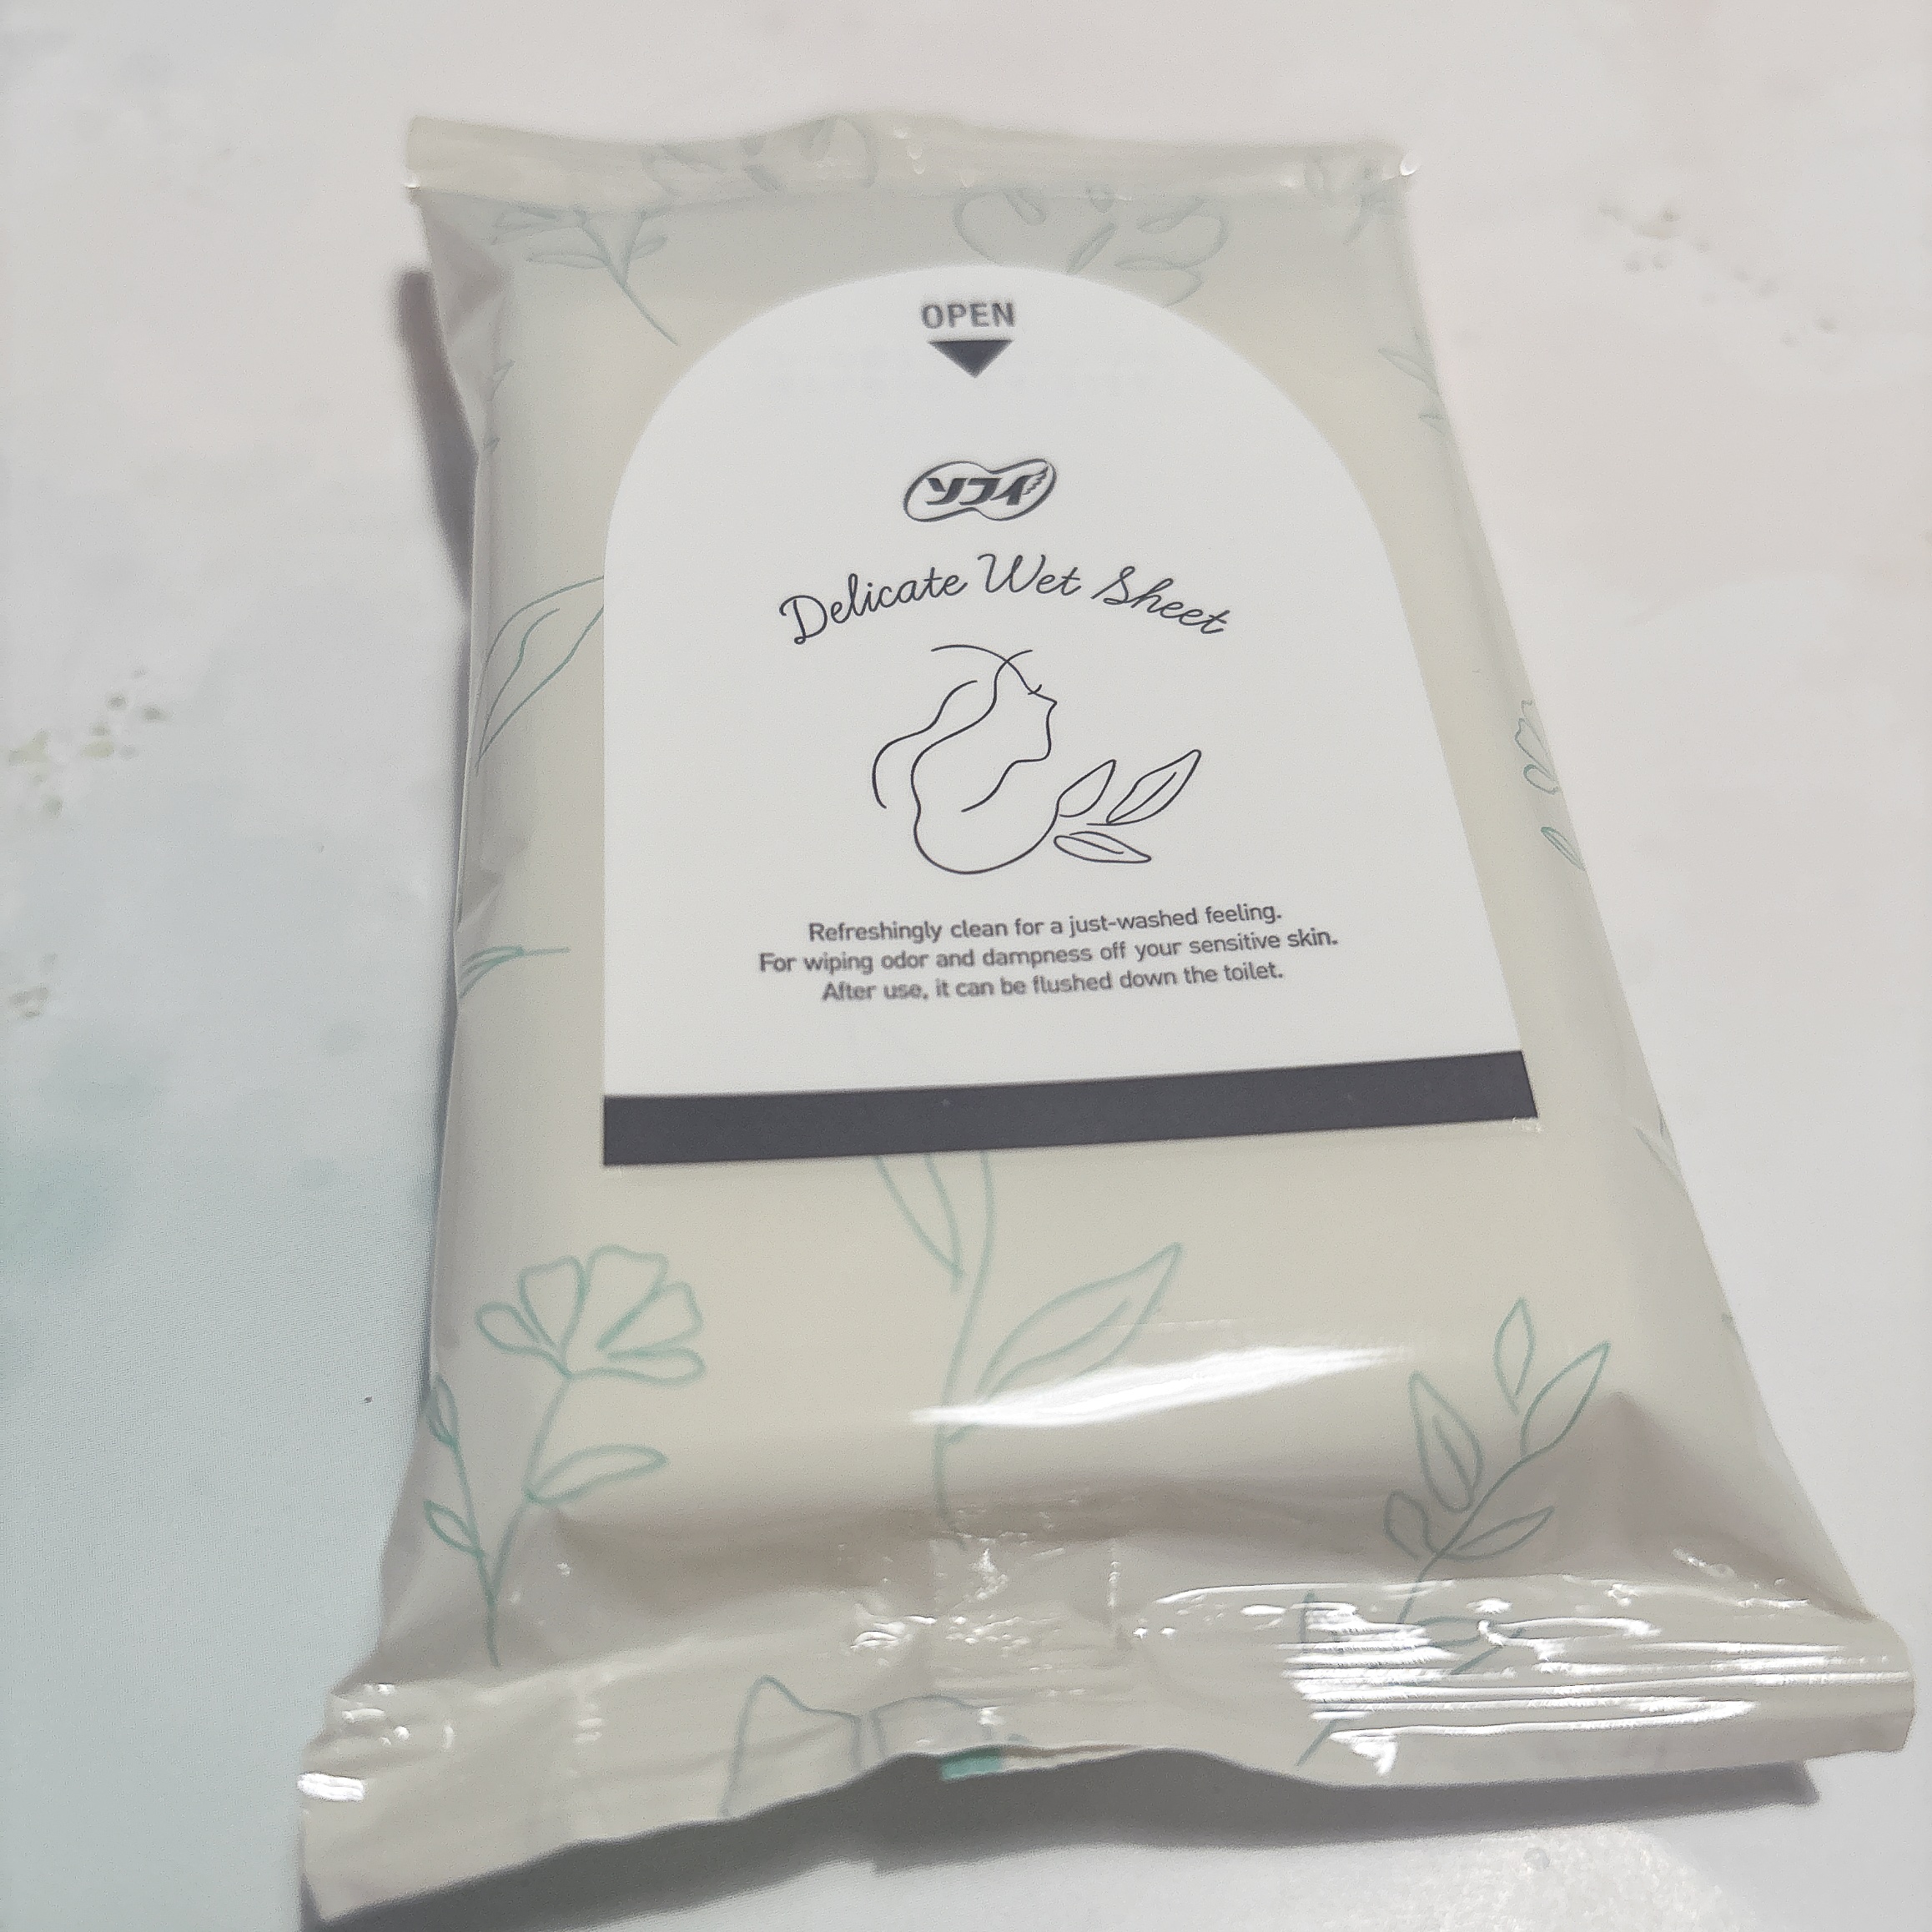 OPEN
ソフィ
Delicate Wet Sheet
Refreshingly clean for a just-washed feeling.
For wiping odor and dampness off your sensitive skin.
After use, it can be flushed down the toilet.